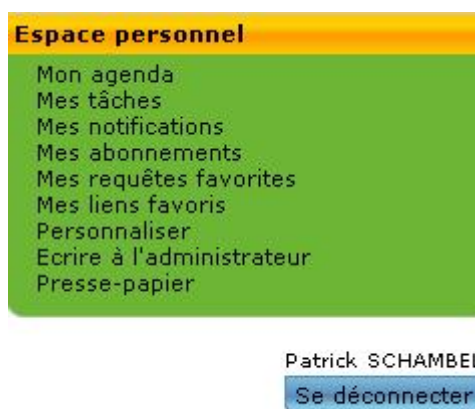 Espace personnel
Mon agenda
Mes tâches
Mes notifications
Mes abonnements
Mes requêtes favorites
Mes liens favoris
Personnaliser
Ecrire à l'administrateur
Presse-papier
Patrick
Se déconnecter